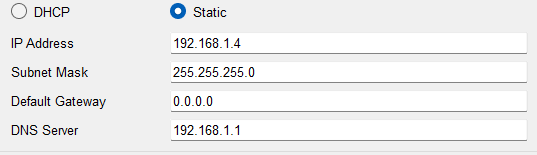 DHCP Static
IP Address 192.168.1.4
Subnet Mask 255.255.255.0
Default Gateway 0.0.0.0
DNS Server 192.168.1.1